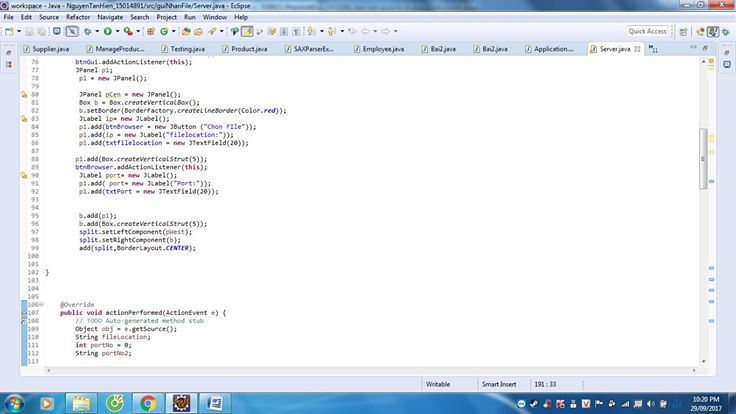 workspace - Java - NguyenTanHien_15014891/src/guiNhanFile/Server.java - Eclipse
File Edit Source Refactor Navigate Search Project Run Window Help
Quick Access
Supplier.java ManageProduc... Testing.java Product.java SAXParserEx... Employee.java Bai2.java Bai2.java Application.... Server.java »11
76 btnGui.addActionListener(this);
77 JPanel p1;
78 p1 = new JPanel();
79
80 JPanel pCen = new JPanel();
81 Box b = Box.createVerticalBox();
82 b.setBorder(BorderFactory.createLineBorder(Color.red));
83 JLabel ip= new JLabel();
84 p1.add(btnBrowser = new JButton ("Chon FIle"));
85 p1.add(ip = new JLabel("filelocation:"));
86 p1.add(txtfilelocation = new JTextField(20));
87
88 p1.add(Box.createVerticalStrut(5));
89 btnBrowser.addActionListener(this);
90 JLabel port= new JLabel();
91 p1.add( port= new JLabel("Port:"));
92 p1.add(txtPort = new JTextField(20));
93
94
95 b.add(p1);
96 b.add(Box.createVerticalStrut(5));
97 split.setLeftComponent(pWest);
98 split.setRightComponent(b);
99 add(split,BorderLayout.CENTER);
100
101
102 }
103
104
105
106 @Override
107 public void actionPerformed(ActionEvent e) {
108 // TODO Auto-generated method stub
109 Object obj = e.getSource();
110 String fileLocation;
111 int portNo = 0;
112 String portNo2;
113
Writable Smart Insert 191 : 33
10:20 PM
29/09/2017